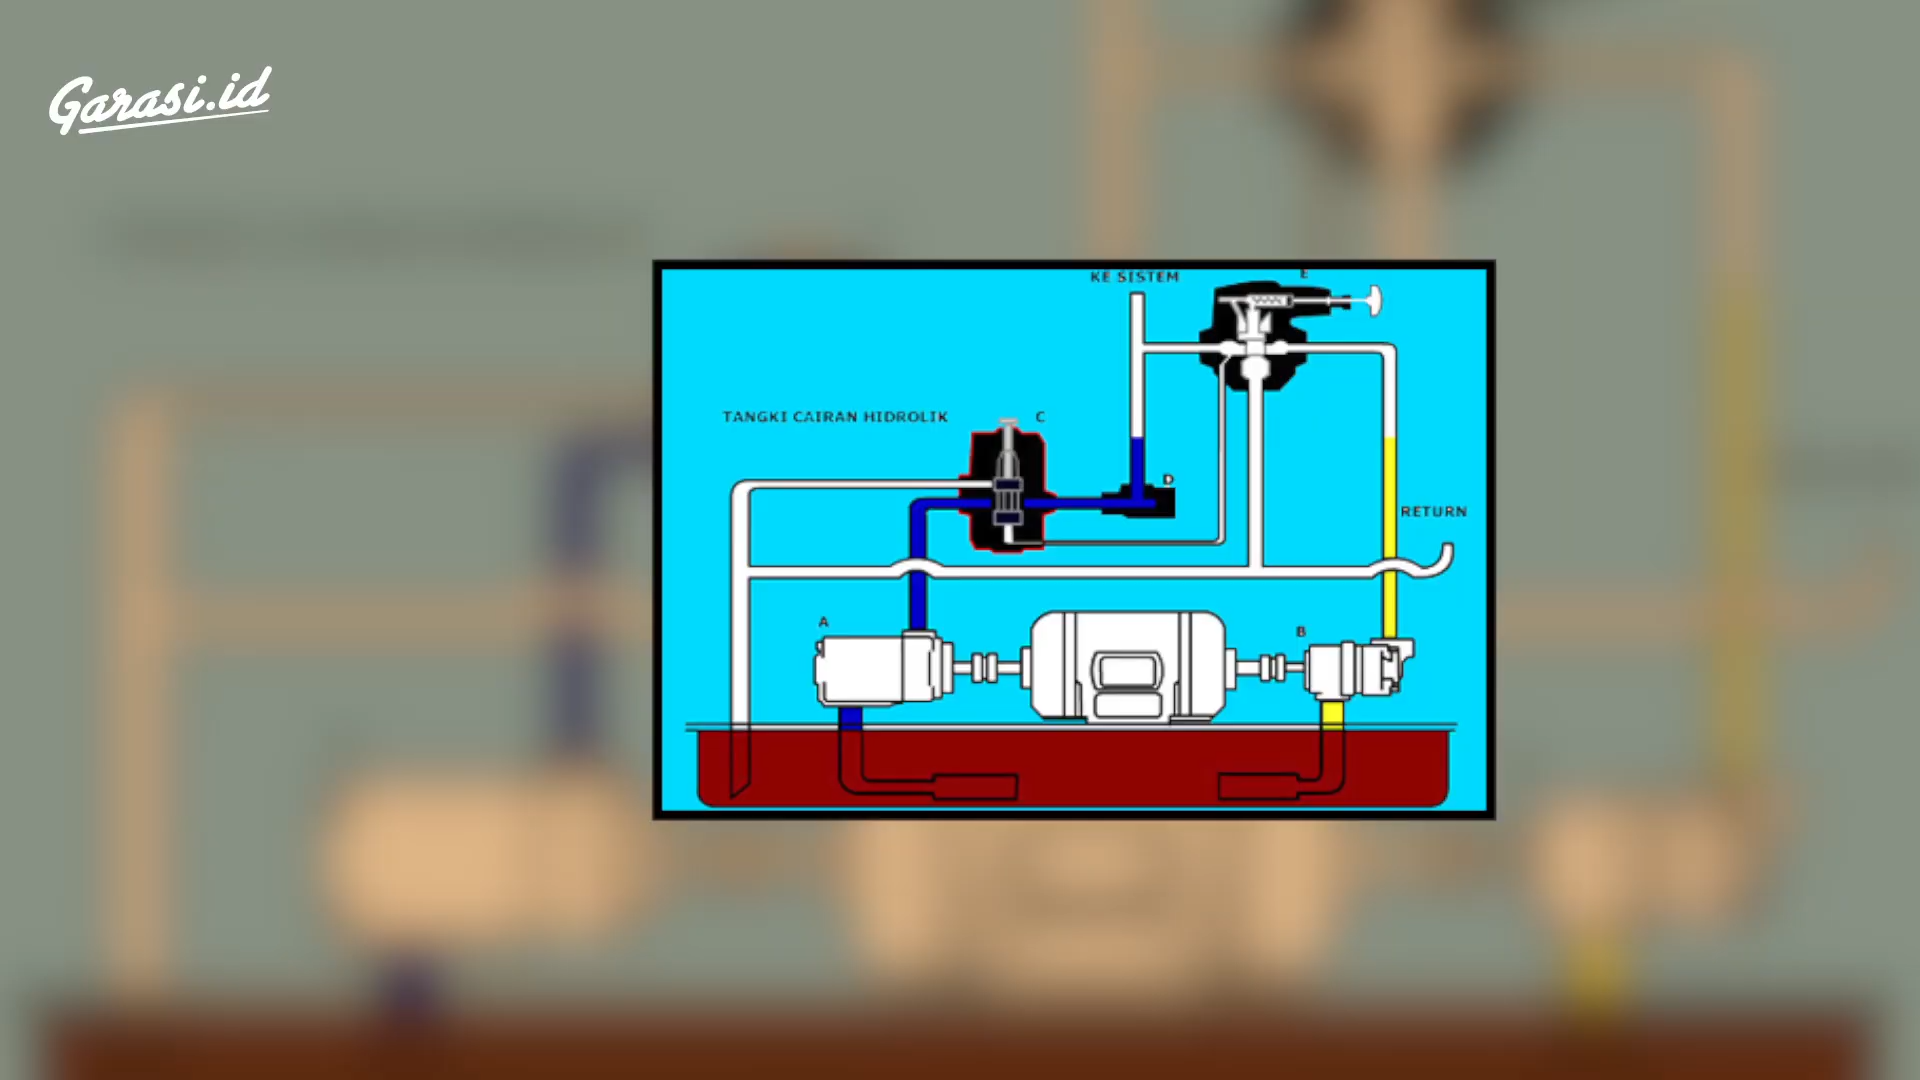 Garasi.id
KE SISTEM
E
TANGKI CAIRAN HIDROLIK
C
D
RETURN
A
B